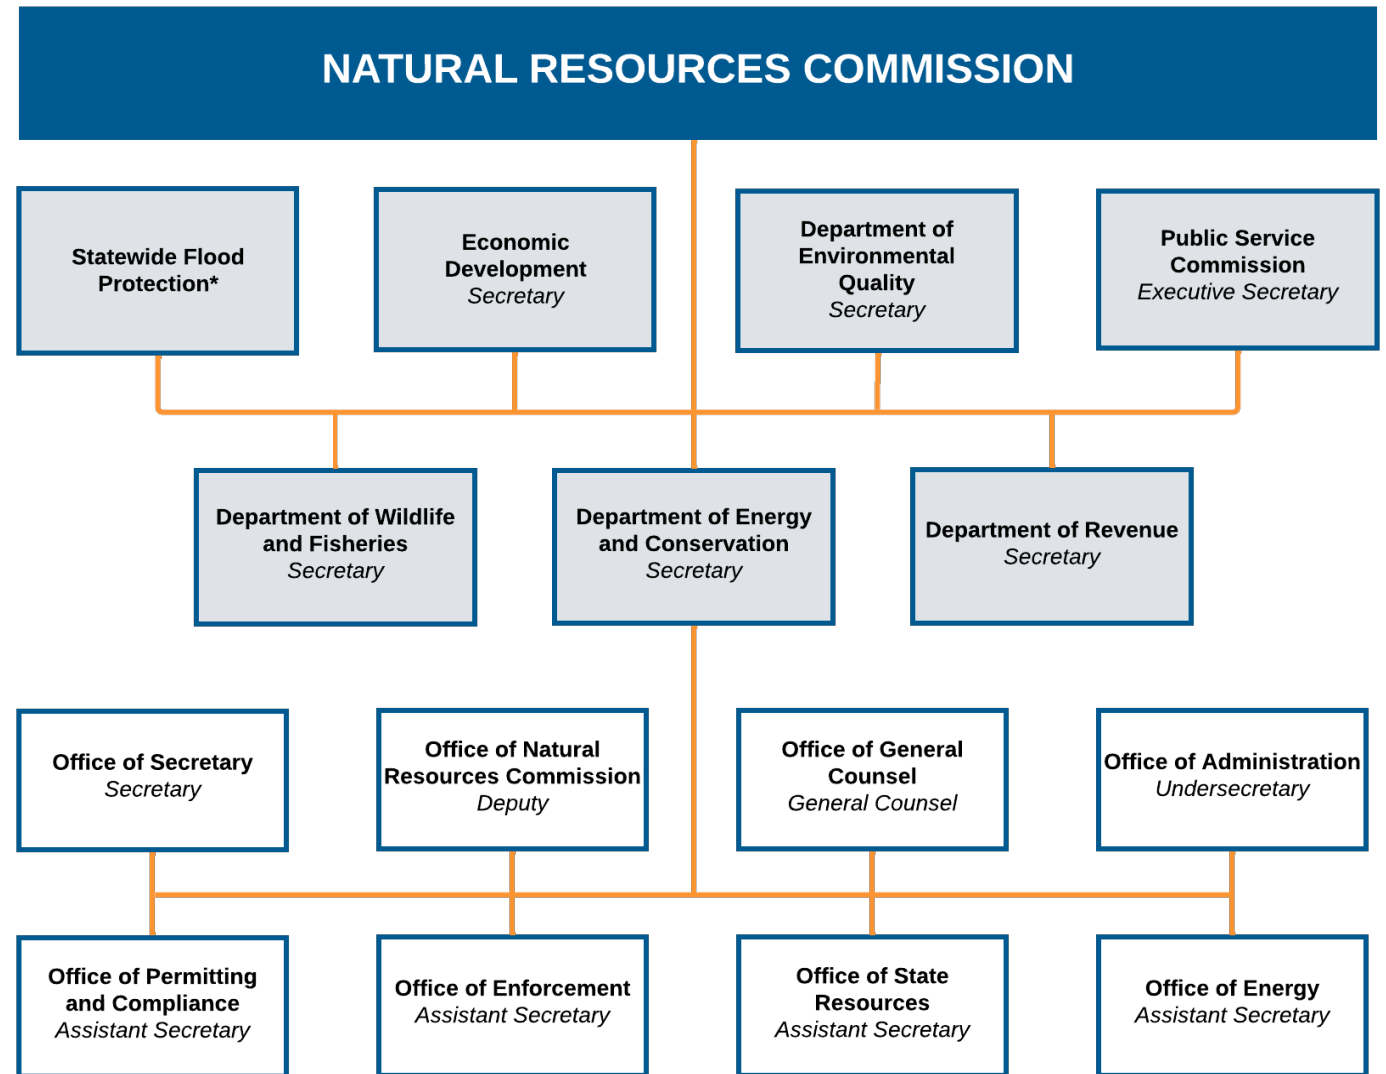 NATURAL RESOURCES COMMISSION
Statewide Flood
Protection*
Economic
Development
Secretary
Department of
Environmental
Quality
Secretary
Public Service
Commission
Executive Secretary
Department of Wildlife
and Fisheries
Secretary
Department of Energy
and Conservation
Secretary
Department of Revenue
Secretary
Office of Secretary
Secretary
Office of Natural
Resources Commission
Deputy
Office of General
Counsel
General Counsel
Office of Administration
Undersecretary
Office of Permitting
and Compliance
Assistant Secretary
Office of Enforcement
Assistant Secretary
Office of State
Resources
Assistant Secretary
Office of Energy
Assistant Secretary